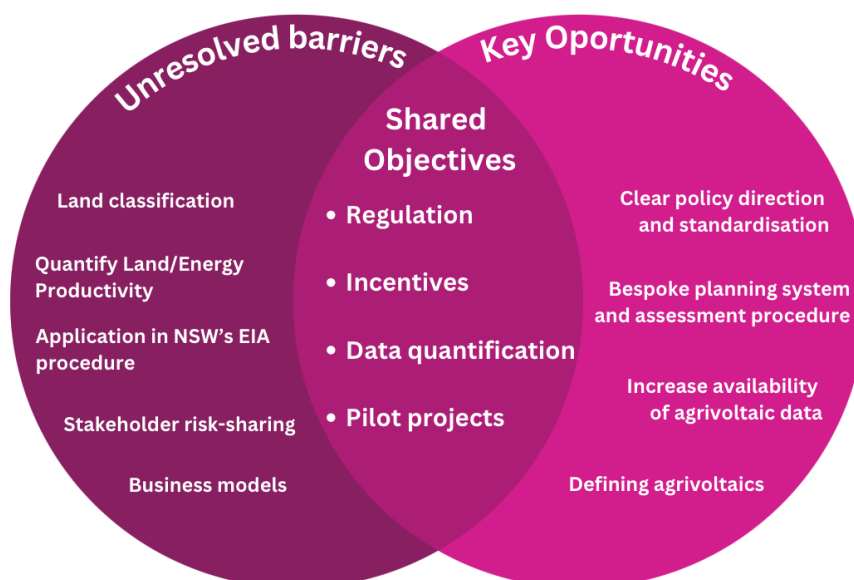 Unresolved barriers
Land classification
Quantify Land/Energy
Productivity
Application in NSW's EIA
procedure
Stakeholder risk-sharing
Business models
Shared
Objectives
• Regulation
• Incentives
• Data quantification
• Pilot projects
Key Oportunities
Clear policy direction
and standardisation
Bespoke planning system
and assessment procedure
Increase availability
of agrivoltaic data
Defining agrivoltaics